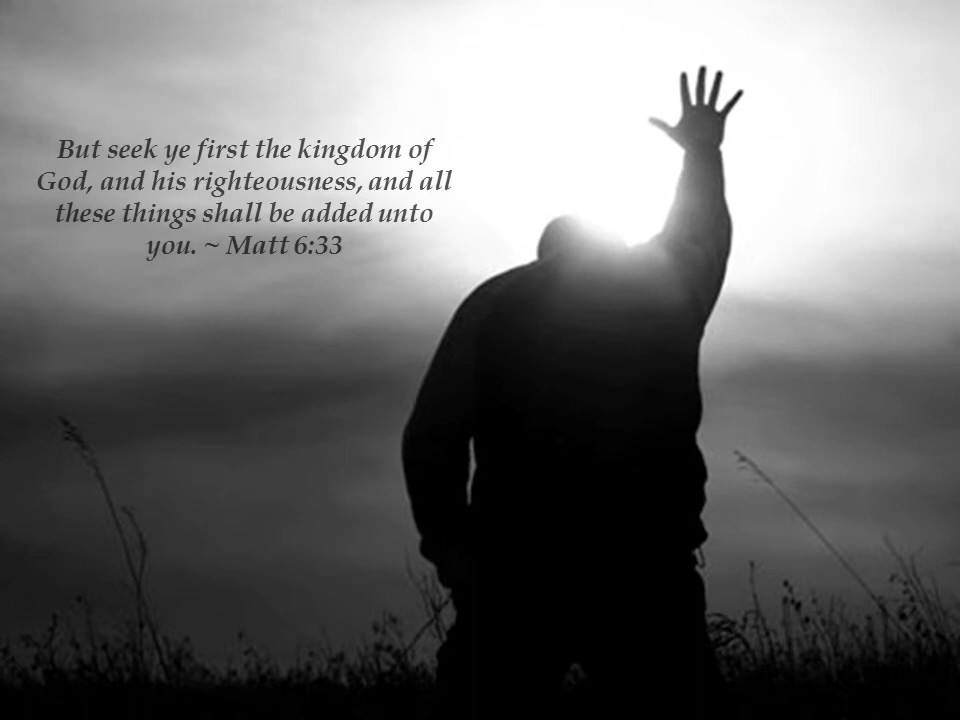 But seek ye first the kingdom of
God, and his righteousness, and all
these things shall be added unto
you. ~ Matt 6:33